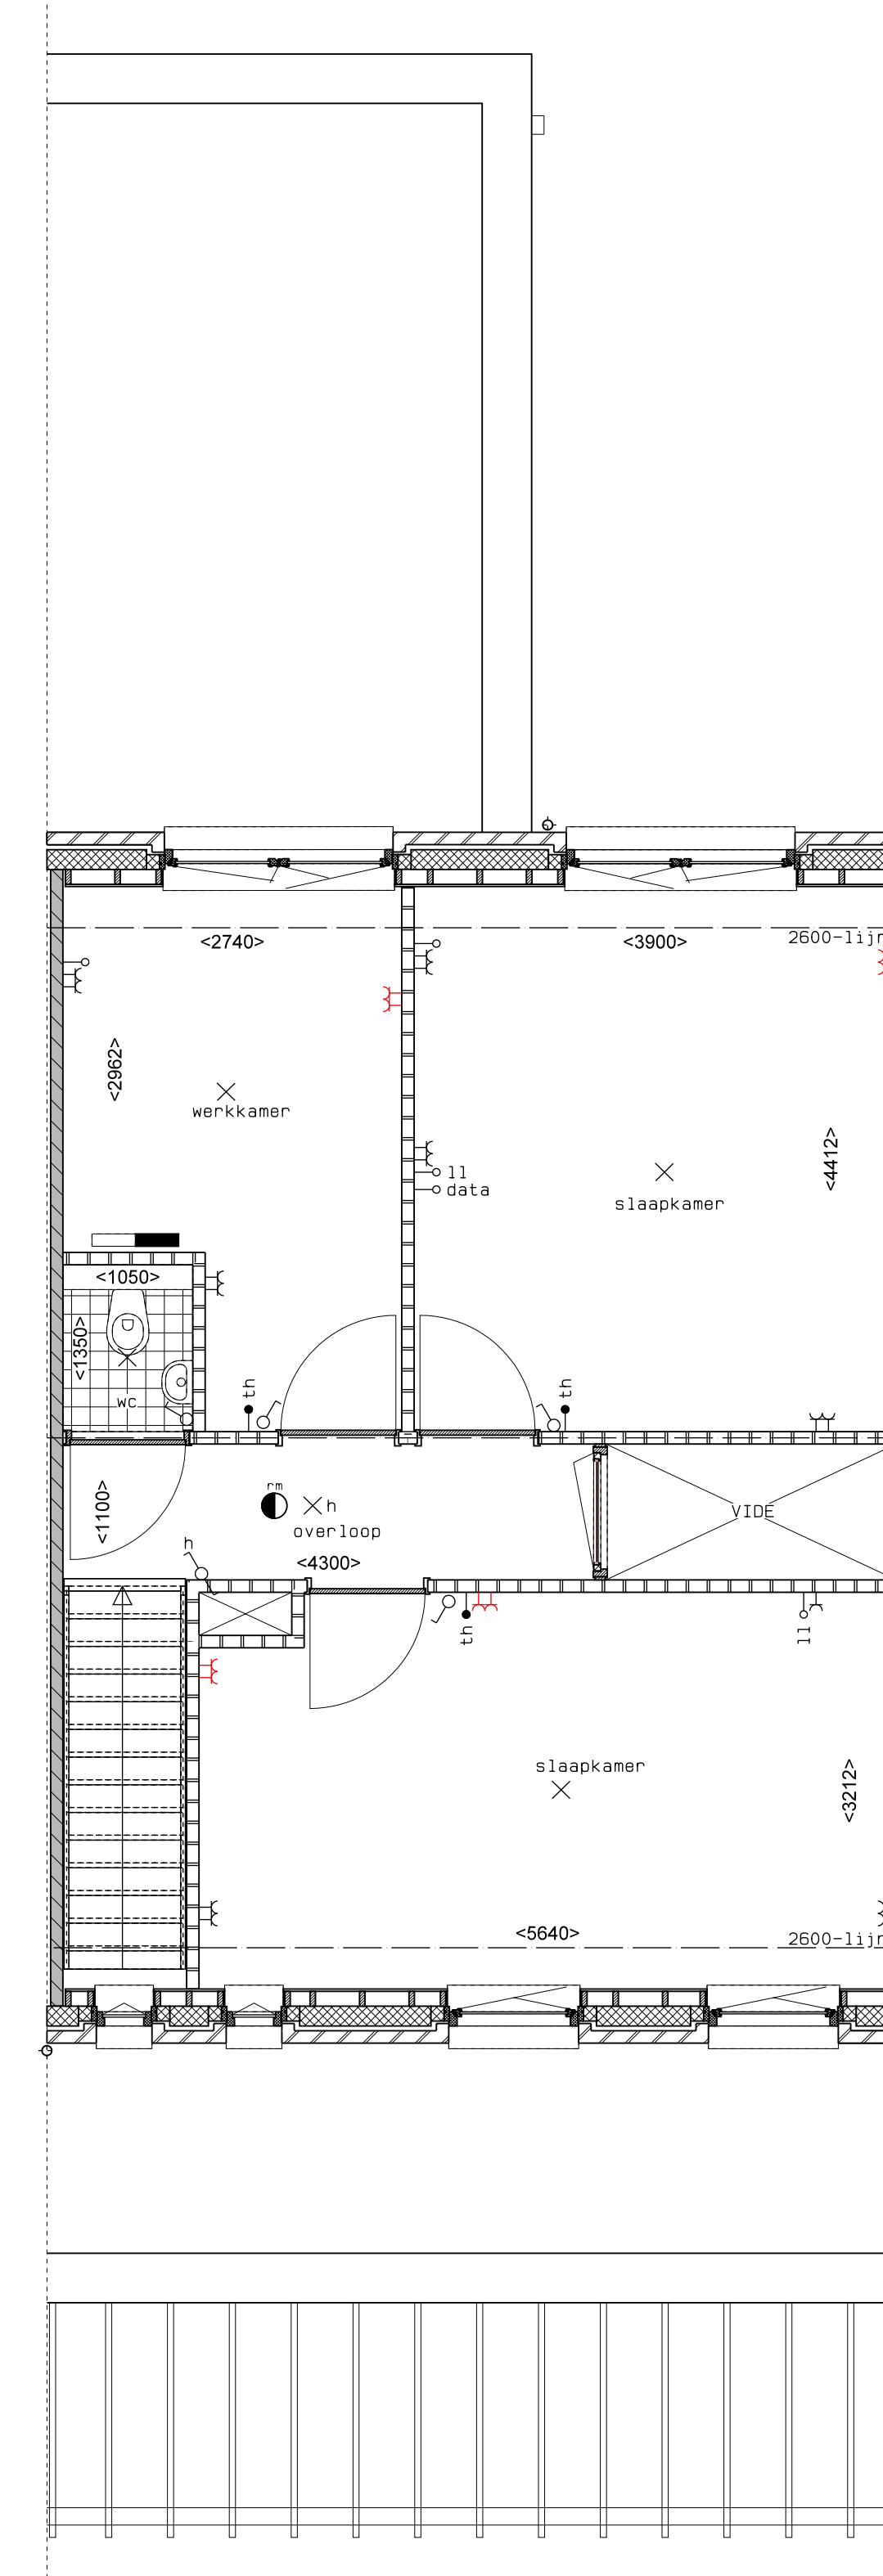 <2740>
<3900>
2600-lijn
<2962>
werkkamer
<4412>
ll
data
slaapkamer
<1050>
<1350>
wc
th
th
<1100>
rm
h
overloop
VIDE
h
<4300>
th
ll
slaapkamer
<3212>
<5640>
2600-lijn